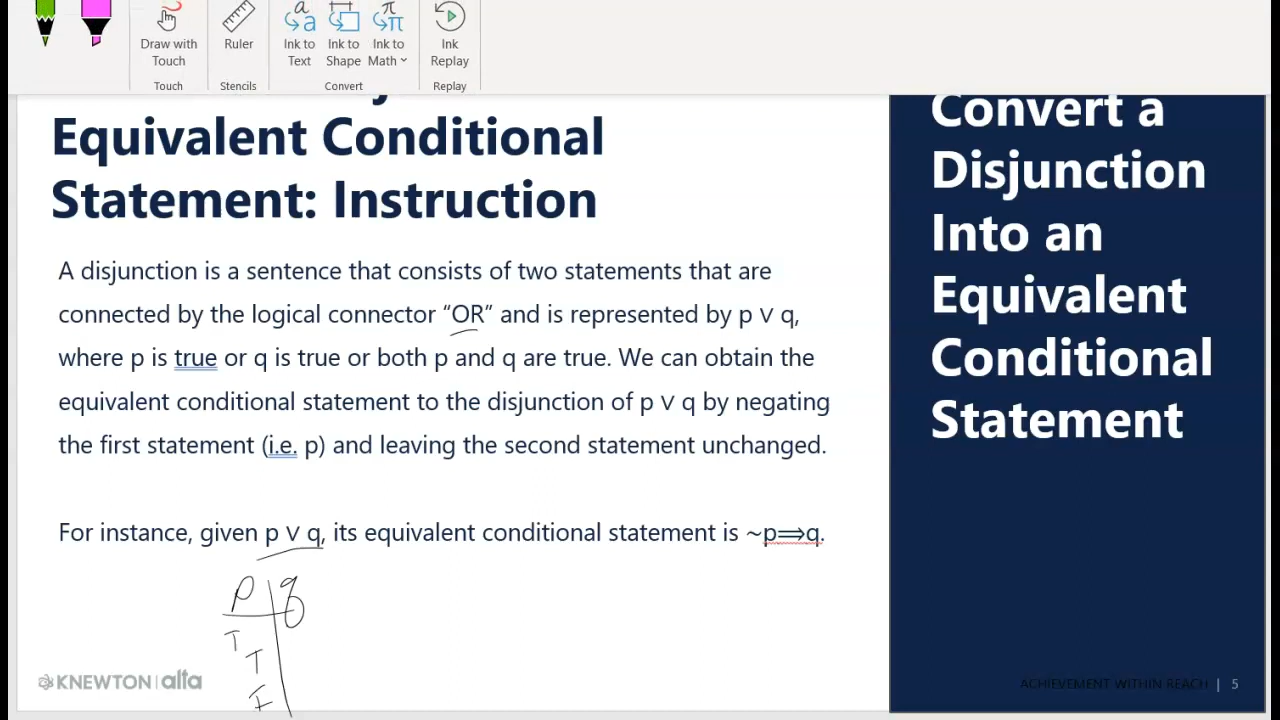 Draw with
Touch
Ruler
Ink to
Text
Ink to
Shape
Ink to
Math
Ink
Replay
Touch
Stencils
Convert
Replay
Equivalent Conditional
Statement: Instruction
A disjunction is a sentence that consists of two statements that are
connected by the logical connector “OR” and is represented by p ∨ q,
where p is true or q is true or both p and q are true. We can obtain the
equivalent conditional statement to the disjunction of p ∨ q by negating
the first statement (i.e. p) and leaving the second statement unchanged.
For instance, given p ∨ q, its equivalent conditional statement is ~p⟹q.
P q
T
T
KNEWTON alta
Convert a
Disjunction
Into an
Equivalent
Conditional
Statement
ACHIEVEMENT WITHIN REACH | 5